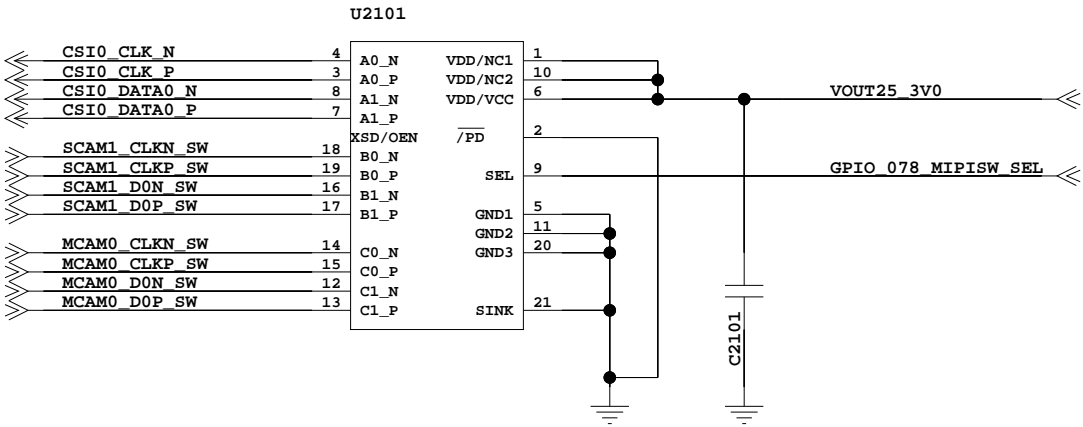 U2101
CSI0_CLK_N 4 A0_N VDD/NC1 1
CSI0_CLK_P 3 A0_P VDD/NC2 10
CSI0_DATA0_N 8 A1_N VDD/VCC 6 VOUT25_3V0
CSI0_DATA0_P 7 A1_P
XSD/OEN /PD 2
SCAM1_CLKN_SW 18 B0_N
SCAM1_CLKP_SW 19 B0_P SEL 9 GPIO_078_MIPISW_SEL
SCAM1_D0N_SW 16 B1_N
SCAM1_D0P_SW 17 B1_P GND1 5
GND2 11
MCAM0_CLKN_SW 14 C0_N GND3 20
MCAM0_CLKP_SW 15 C0_P
MCAM0_D0N_SW 12 C1_N
MCAM0_D0P_SW 13 C1_P SINK 21
C2101